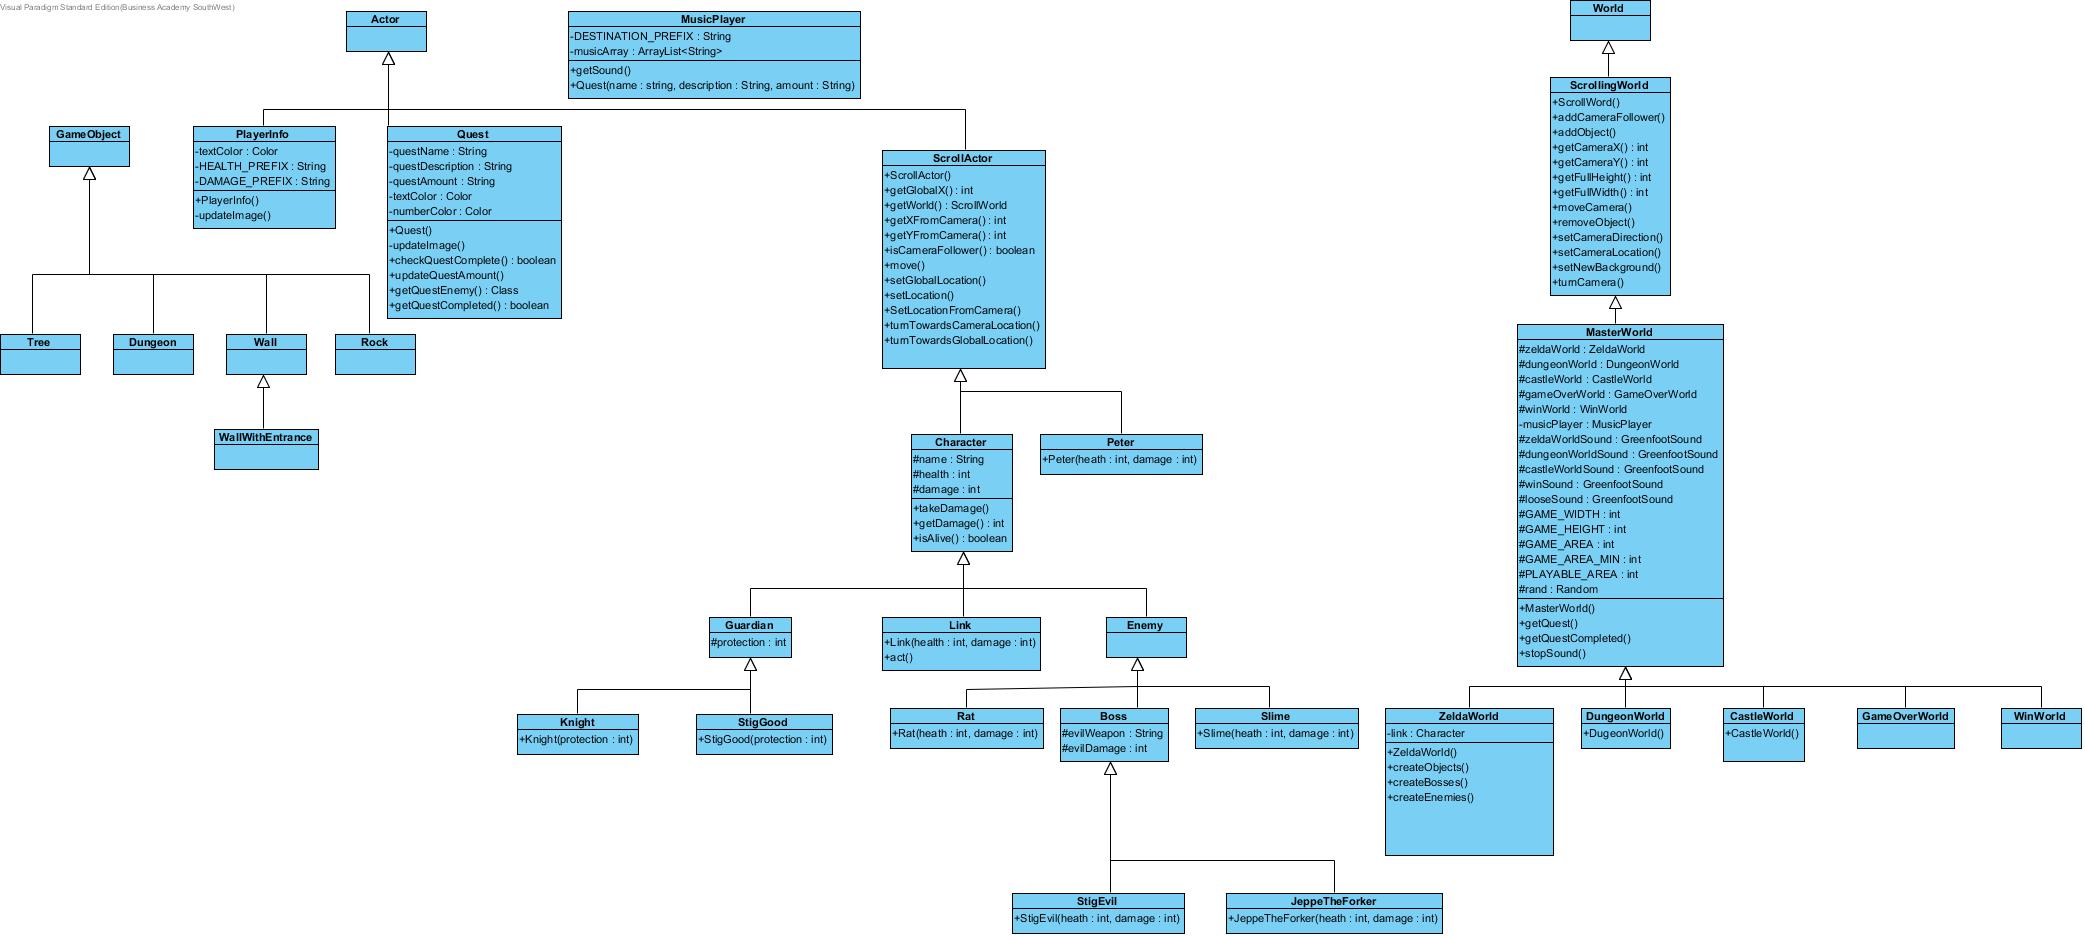 Visual Paradigm Standard Edition(Business Academy SouthWest)
Actor
MusicPlayer
-DESTINATION_PREFIX : String
-musicArray : ArrayList<String>
+getSound()
+Quest(name : string, description : String, amount : String)
World
ScrollingWorld
+ScrollWord()
+addCameraFollower()
+addObject()
+getCameraX() : int
+getCameraY() : int
+getFullHeight() : int
+getFullWidth() : int
+moveCamera()
+removeObject()
+setCameraDirection()
+setCameraLocation()
+setNewBackground()
+turnCamera()
GameObject
PlayerInfo
-textColor : Color
-HEALTH_PREFIX : String
-DAMAGE_PREFIX : String
+PlayerInfo()
-updateImage()
Quest
-questName : String
-questDescription : String
-questAmount : String
-textColor : Color
-numberColor : Color
+Quest()
-updateImage()
+checkQuestComplete() : boolean
+updateQuestAmount()
+getQuestEnemy() : Class
+getQuestCompleted() : boolean
ScrollActor
+ScrollActor()
+getGlobalX() : int
+getWorld() : ScrollWorld
+getXFromCamera() : int
+getYFromCamera() : int
+isCameraFollower() : boolean
+move()
+setGlobalLocation()
+setLocation()
+SetLocationFromCamera()
+turnTowardsCameraLocation()
+turnTowardsGlobalLocation()
Tree
Dungeon
Wall
Rock
WallWithEntrance
MasterWorld
#zeldaWorld : ZeldaWorld
#dungeonWorld : DungeonWorld
#castleWorld : CastleWorld
#gameOverWorld : GameOverWorld
#winWorld : WinWorld
-musicPlayer : MusicPlayer
#zeldaWorldSound : GreenfootSound
#dungeonWorldSound : GreenfootSound
#castleWorldSound : GreenfootSound
#winSound : GreenfootSound
#looseSound : GreenfootSound
#GAME_WIDTH : int
#GAME_HEIGHT : int
#GAME_AREA : int
#GAME_AREA_MIN : int
#PLAYABLE_AREA : int
#rand : Random
+MasterWorld()
+getQuest()
+getQuestCompleted()
+stopSound()
Character
#name : String
#health : int
#damage : int
+takeDamage()
+getDamage() : int
+isAlive() : boolean
Peter
+Peter(heath : int, damage : int)
Guardian
#protection : int
Link
+Link(health : int, damage : int)
+act()
Enemy
Knight
+Knight(protection : int)
StigGood
+StigGood(protection : int)
Rat
+Rat(heath : int, damage : int)
Boss
#evilWeapon : String
#evilDamage : int
Slime
+Slime(heath : int, damage : int)
ZeldaWorld
-link : Character
+ZeldaWorld()
+createObjects()
+createBosses()
+createEnemies()
DungeonWorld
+DugeonWorld()
CastleWorld
+CastleWorld()
GameOverWorld
WinWorld
StigEvil
+StigEvil(heath : int, damage : int)
JeppeTheForker
+JeppeTheForker(heath : int, damage : int)